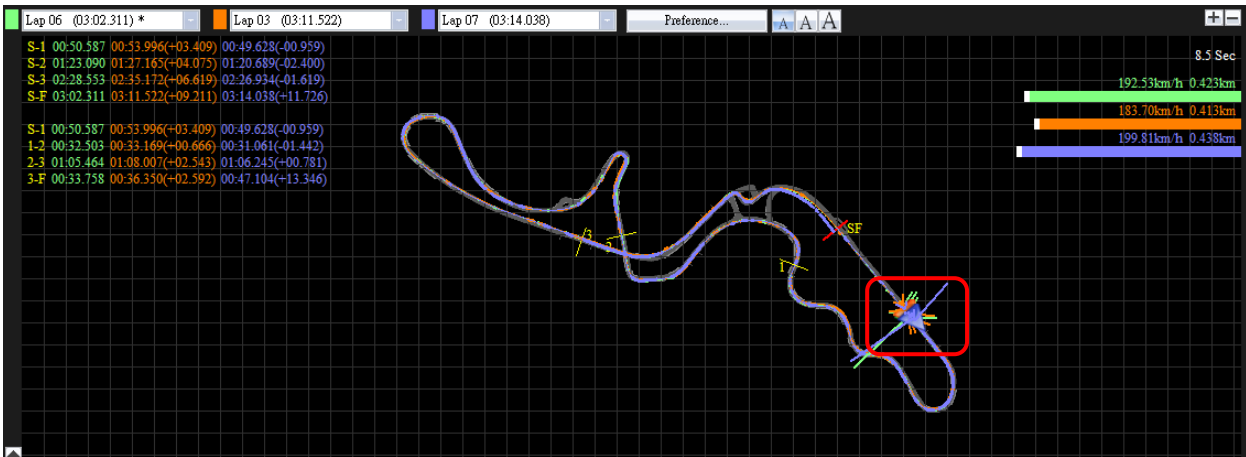 Lap 06 (03:02.311) * Lap 03 (03:11.522) Lap 07 (03:14.038) Preference... A A A
S-1 00:50.587 00:53.996(+03.409) 00:49.628(-00.959)
S-2 01:23.090 01:27.165(+04.075) 01:20.689(-02.400)
S-3 02:28.553 02:35.172(+06.619) 02:26.934(-01.619)
S-F 03:02.311 03:11.522(+09.211) 03:14.038(+11.726)
S-1 00:50.587 00:53.996(+03.409) 00:49.628(-00.959)
1-2 00:32.503 00:33.169(+00.666) 00:31.061(-01.442)
2-3 01:05.464 01:08.007(+02.543) 01:06.245(+00.781)
3-F 00:33.758 00:36.350(+02.592) 00:47.104(+13.346)
8.5 Sec
192.53km/h 0.423km
183.70km/h 0.413km
199.81km/h 0.438km
SF
3
2
1